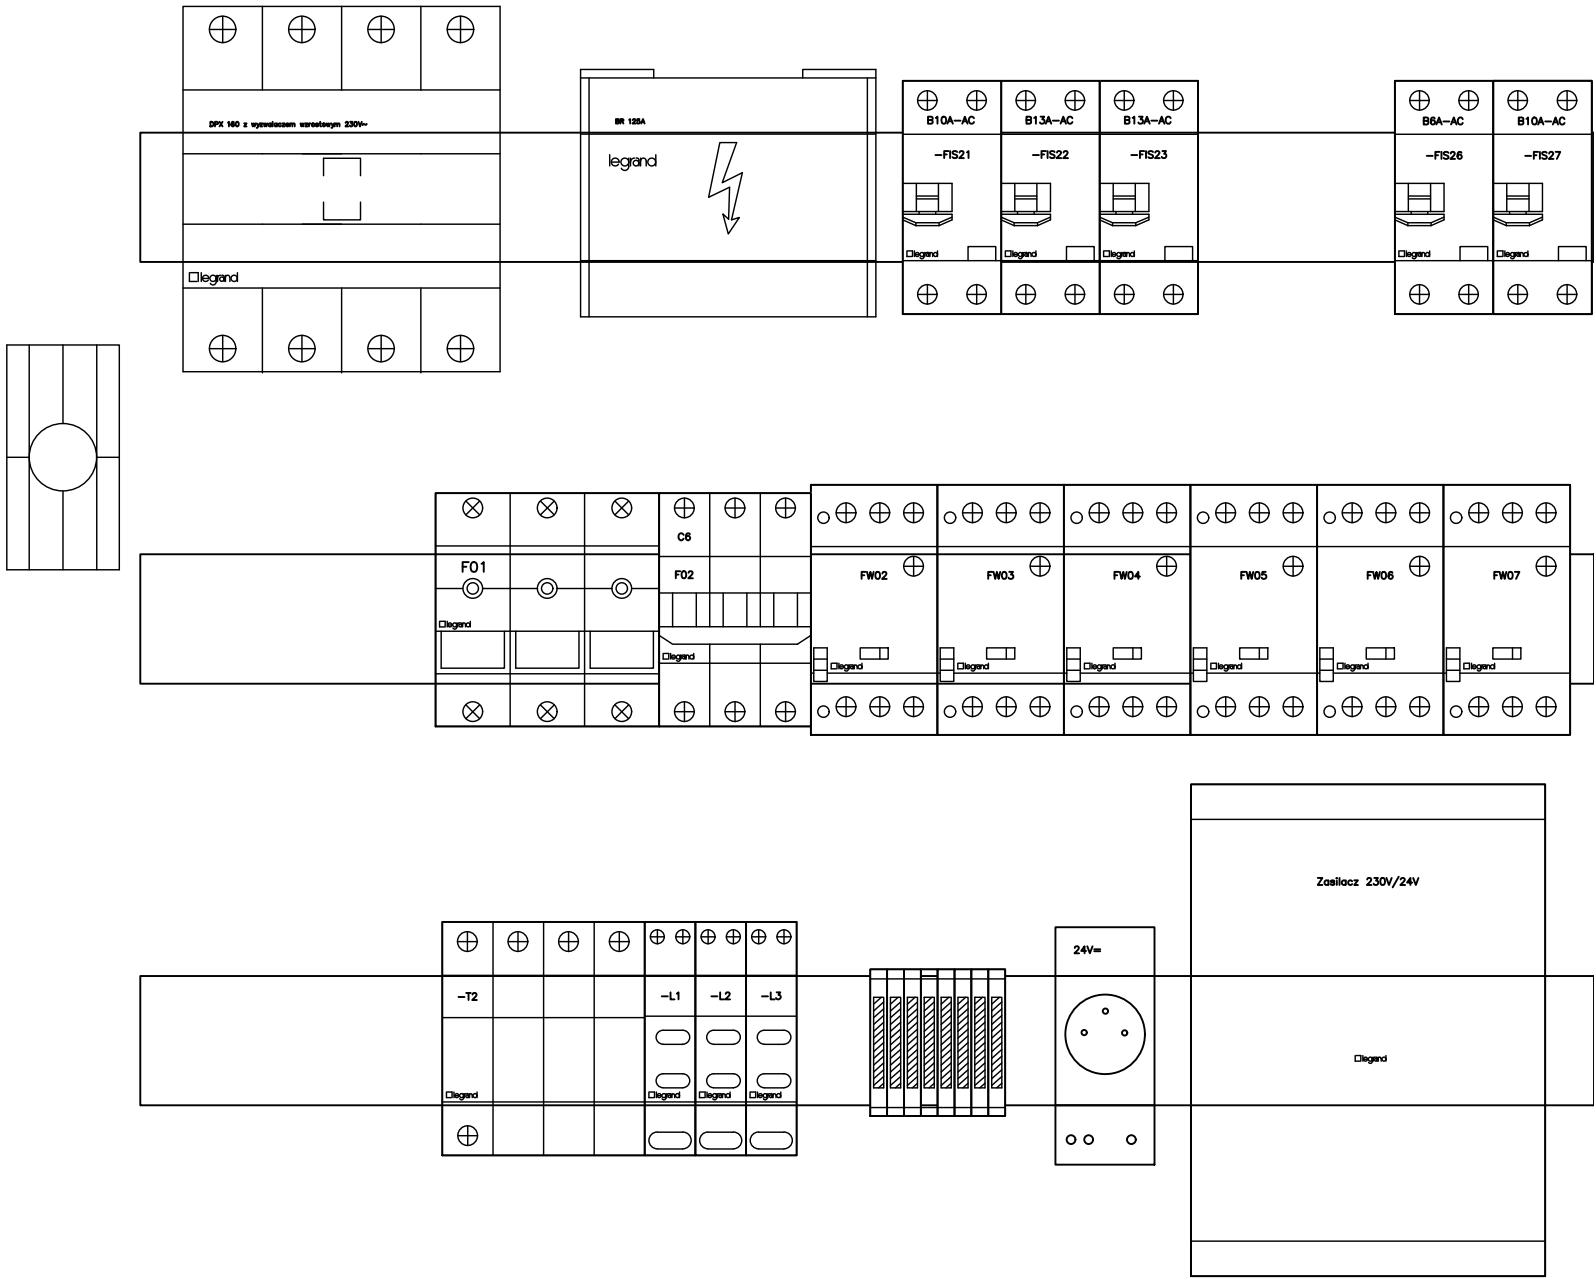 DPX 160 z wyzwalaczem wzrostowym 230V~
legrand
BR 125A
legrand
B10A-AC
B13A-AC
B13A-AC
-FIS21
-FIS22
-FIS23
legrand
legrand
legrand
B6A-AC
B10A-AC
-FIS26
-FIS27
legrand
legrand
F01
legrand
C6
F02
legrand
FW02
FW03
FW04
FW05
FW06
FW07
legrand
legrand
legrand
legrand
legrand
legrand
-T2
legrand
-L1
-L2
-L3
legrand
legrand
legrand
24V=
Zasilacz 230V/24V
legrand